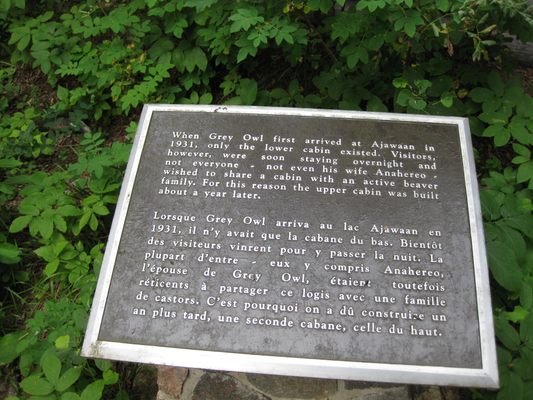 When Grey Owl first arrived at Ajawaan in
1931, only the lower cabin existed. Visitors,
however, were soon staying overnight and
not everyone - not even his wife Anahereo -
wished to share a cabin with an active beaver
family. For this reason the upper cabin was built
about a year later.
Lorsque Grey Owl arriva au lac Ajawaan en
1931, il n'y avait que la cabane du bas. Bientôt
des visiteurs vinrent pour y passer la nuit. La
plupart d'entre - eux y compris Anahereo,
l'épouse de Grey Owl, étaient toutefois
réticents à partager ce logis avec une famille
de castors. C'est pourquoi on a dû construire un
an plus tard, une seconde cabane, celle du haut.